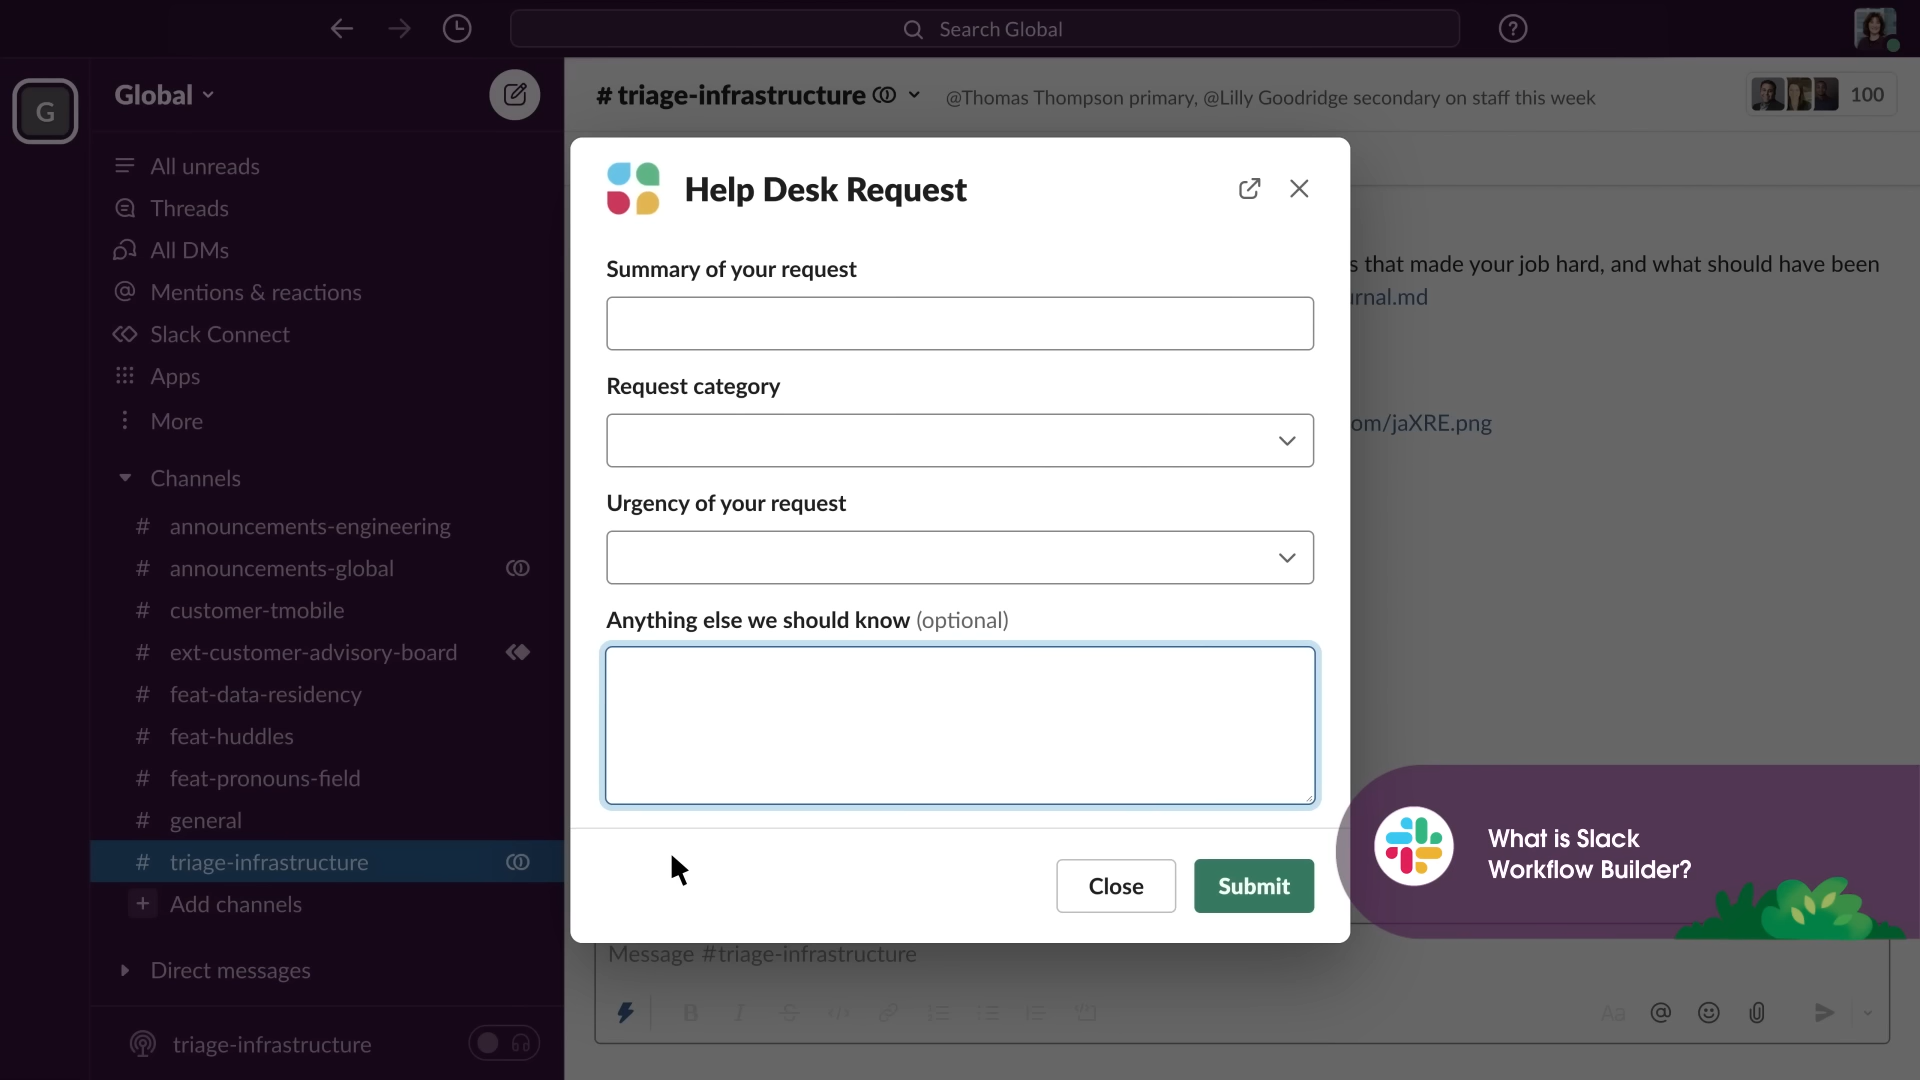 Search Global
G
Global
# triage-infrastructure
@Thomas Thompson primary, @Lilly Goodridge secondary on staff this week
100
All unreads
Threads
All DMs
Mentions & reactions
Slack Connect
Apps
More
Channels
# announcements-engineering
# announcements-global
# customer-tmobile
# ext-customer-advisory-board
# feat-data-residency
# feat-huddles
# feat-pronouns-field
# general
# triage-infrastructure
+ Add channels
Direct messages
triage-infrastructure
Help Desk Request
Summary of your request
Request category
Urgency of your request
Anything else we should know (optional)
Close
Submit
s that made your job hard, and what should have been
urnal.md
om/jaXRE.png
What is Slack
Workflow Builder?
Message #triage-infrastructure
B I S </>
Aa @